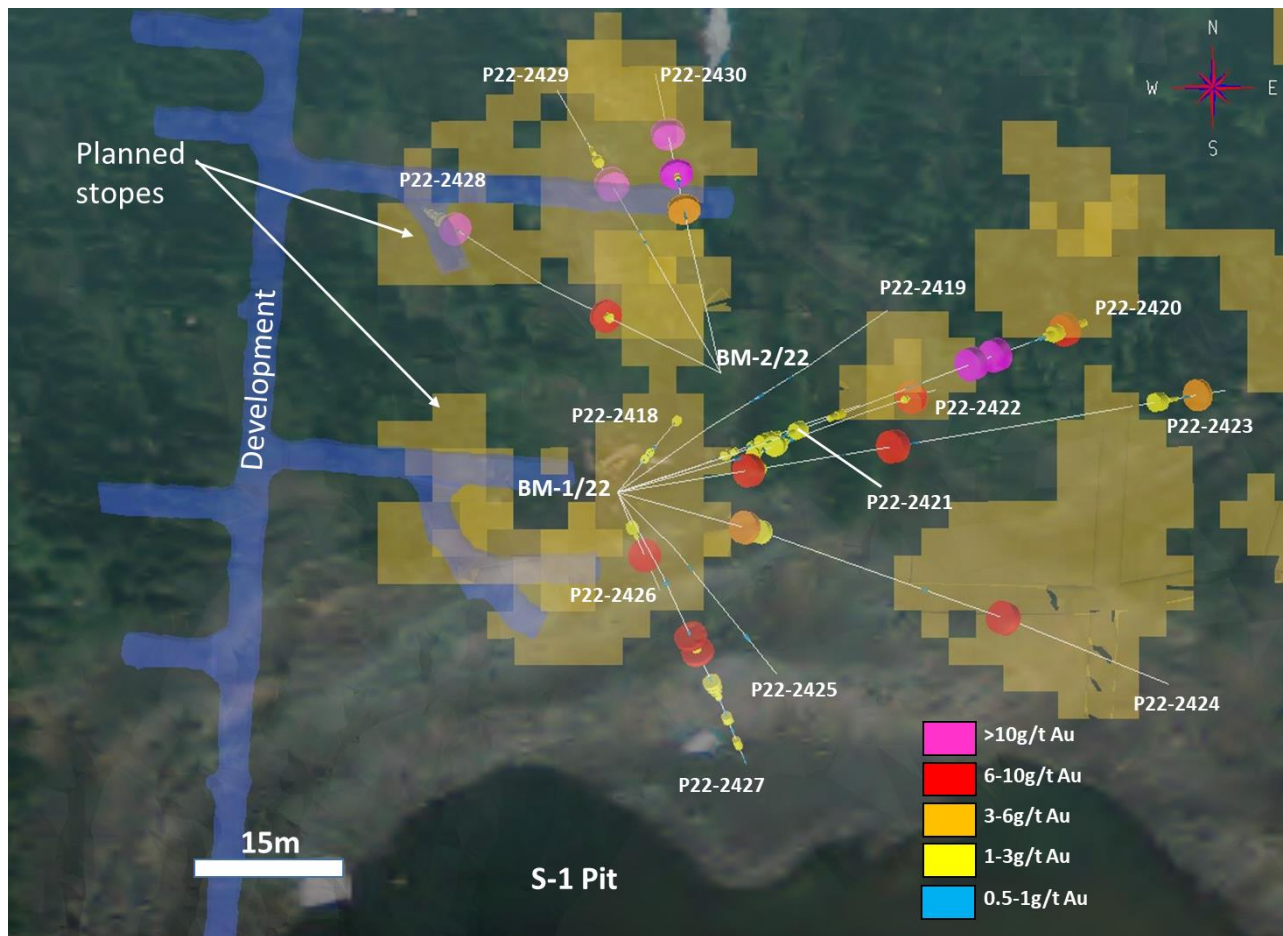 N
P22-2429
P22-2430
W
E
S
Planned
stopes
P22-2428
P22-2419
P22-2420
BM-2/22
Development
P22-2418
P22-2422
P22-2423
BM-1/22
P22-2421
P22-2426
P22-2425
P22-2424
P22-2427
>10g/t Au
6-10g/t Au
3-6g/t Au
1-3g/t Au
0.5-1g/t Au
15m
S-1 Pit